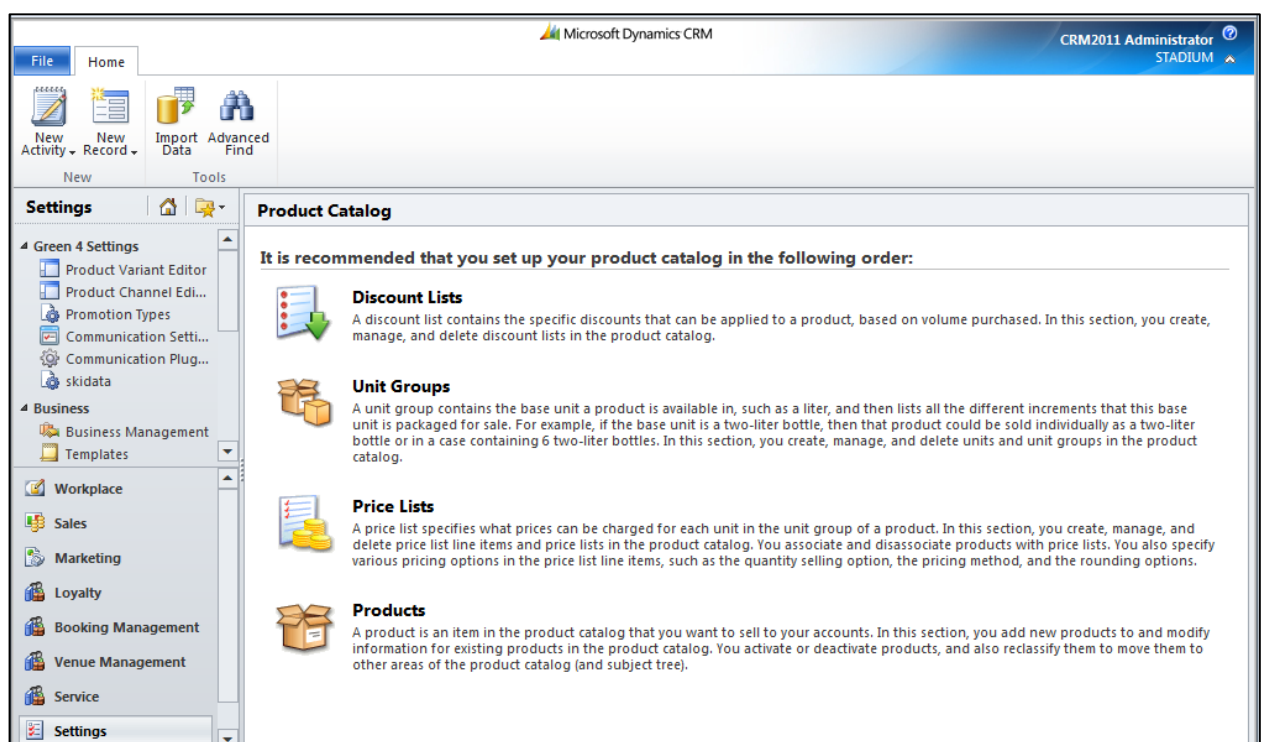 Microsoft Dynamics CRM
CRM2011 Administrator
STADIUM
File
Home
New Activity
New Record
Import Data
Advanced Find
New
Tools
Settings
Green 4 Settings
Product Variant Editor
Product Channel Edi...
Promotion Types
Communication Setti...
Communication Plug...
skidata
Business
Business Management
Templates
Workplace
Sales
Marketing
Loyalty
Booking Management
Venue Management
Service
Settings
Product Catalog
It is recommended that you set up your product catalog in the following order:
Discount Lists
A discount list contains the specific discounts that can be applied to a product, based on volume purchased. In this section, you create,
manage, and delete discount lists in the product catalog.
Unit Groups
A unit group contains the base unit a product is available in, such as a liter, and then lists all the different increments that this base
unit is packaged for sale. For example, if the base unit is a two-liter bottle, then that product could be sold individually as a two-liter
bottle or in a case containing 6 two-liter bottles. In this section, you create, manage, and delete units and unit groups in the product
catalog.
Price Lists
A price list specifies what prices can be charged for each unit in the unit group of a product. In this section, you create, manage, and
delete price list line items and price lists in the product catalog. You associate and disassociate products with price lists. You also specify
various pricing options in the price list line items, such as the quantity selling option, the pricing method, and the rounding options.
Products
A product is an item in the product catalog that you want to sell to your accounts. In this section, you add new products to and modify
information for existing products in the product catalog. You activate or deactivate products, and also reclassify them to move them to
other areas of the product catalog (and subject tree).